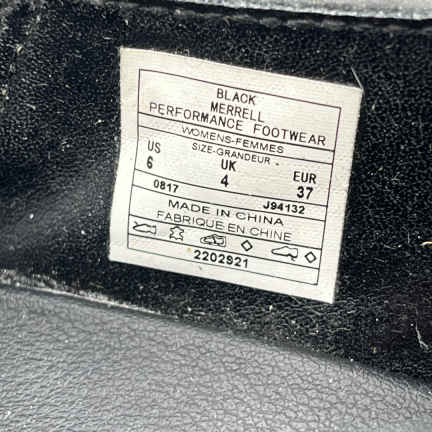 BLACK
MERRELL
PERFORMANCE FOOTWEAR
WOMENS-FEMMES
SIZE-GRANDEUR
US UK EUR
6 4 37
0817 J94132
MADE IN CHINA
FABRIQUE EN CHINE
2202921